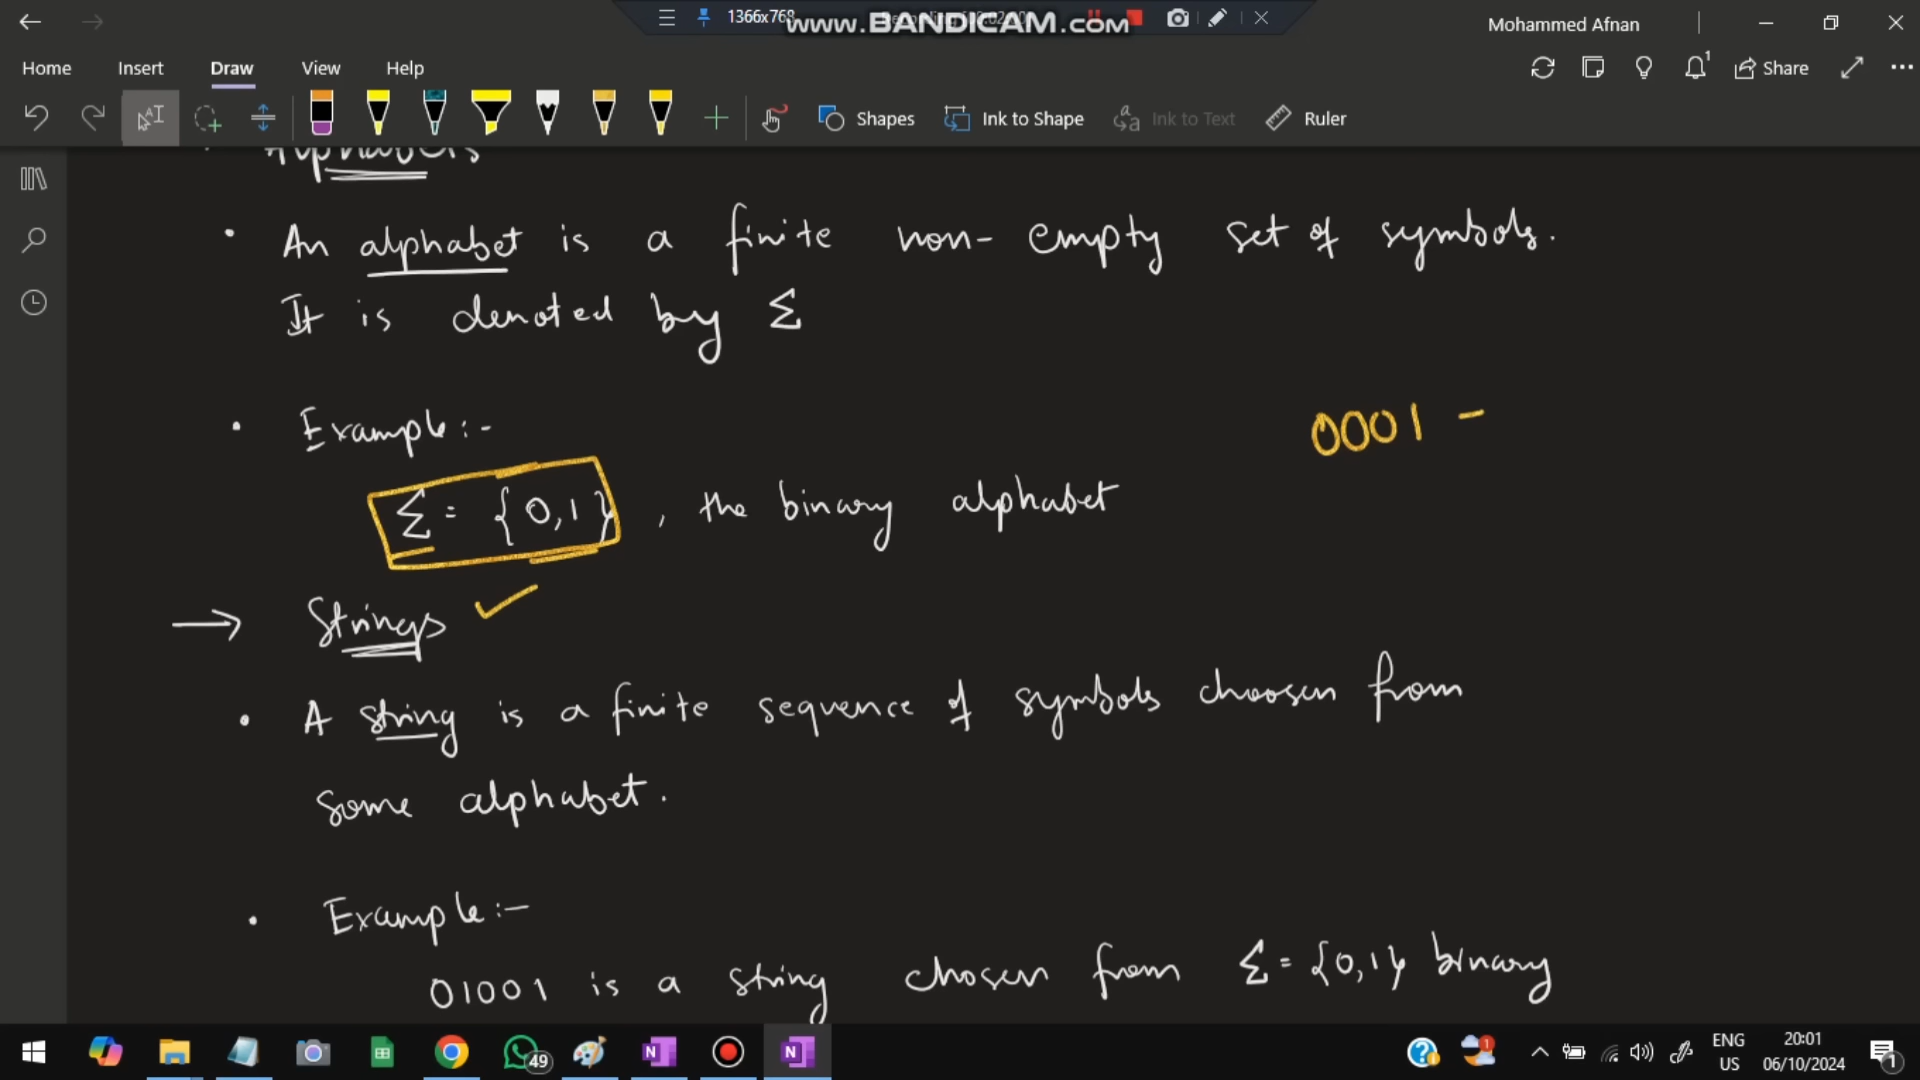 1366x768
www.BANDICAM.com
Mohammed Afnan
Home Insert Draw View Help
Share
Shapes Ink to Shape Ink to Text Ruler
Alphabets
• An alphabet is a finite non-empty set of symbols.
It is denoted by Σ
• Example:-
0001 -
Σ = {0,1}, the binary alphabet
→ Strings ✓
• A string is a finite sequence of symbols choosen from
some alphabet.
• Example:-
01001 is a string chosen from Σ = {0,1} binary
49
1
ENG
US
20:01
06/10/2024
1